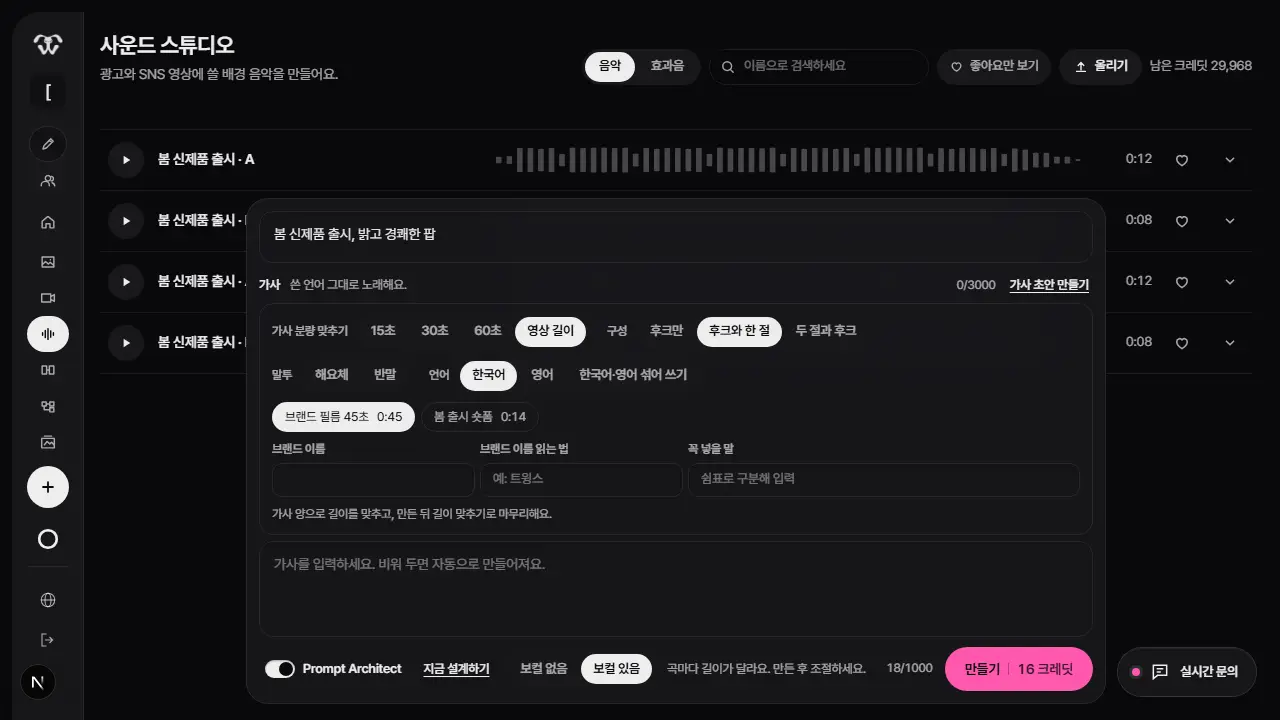 사운드 스튜디오
광고와 SNS 영상에 쓸 배경 음악을 만들어요.
음악
효과음
이름으로 검색하세요
좋아요만 보기
올리기
남은 크레딧 29,968
[
봄 신제품 출시 · A
0:12
봄 신제품 출시 ·
0:08
봄 신제품 출시 ·
0:12
봄 신제품 출시 ·
0:08
봄 신제품 출시, 밝고 경쾌한 팝
가사 쓴 언어 그대로 노래해요.
0/3000
가사 초안 만들기
가사 분량 맞추기 15초 30초 60초 영상 길이 구성 후크만 후크와 한 절 두 절과 후크
말투 해요체 반말 언어 한국어 영어 한국어·영어 섞어 쓰기
브랜드 필름 45초 0:45 봄 출시 숏폼 0:14
브랜드 이름 브랜드 이름 읽는 법 꼭 넣을 말
예: 트윙스 쉼표로 구분해 입력
가사 양으로 길이를 맞추고, 만든 뒤 길이 맞추기로 마무리해요.
가사를 입력하세요. 비워 두면 자동으로 만들어져요.
Prompt Architect 지금 설계하기 보컬 없음 보컬 있음 곡마다 길이가 달라요. 만든 후 조절하세요. 18/1000 만들기 16 크레딧
실시간 문의
N